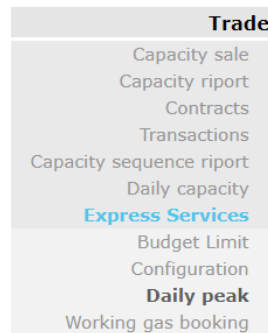 Trade
Capacity sale
Capacity riport
Contracts
Transactions
Capacity sequence riport
Daily capacity
Express Services
Budget Limit
Configuration
Daily peak
Working gas booking